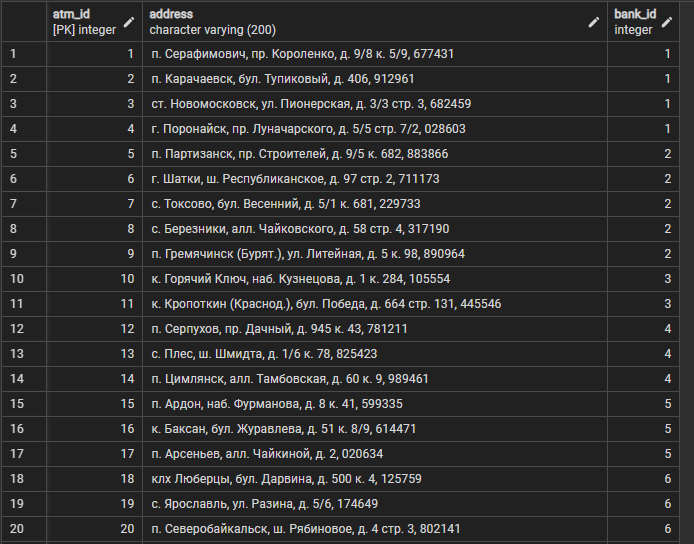 atm_id address bank_id
[PK] integer character varying (200) integer
1 1 п. Серафимович, пр. Короленко, д. 9/8 к. 5/9, 677431 1
2 2 п. Карачаевск, бул. Тупиковый, д. 406, 912961 1
3 3 ст. Новомосковск, ул. Пионерская, д. 3/3 стр. 3, 682459 1
4 4 г. Поронайск, пр. Луначарского, д. 5/5 стр. 7/2, 028603 1
5 5 п. Партизанск, пр. Строителей, д. 9/5 к. 682, 883866 2
6 6 г. Шатки, ш. Республиканское, д. 97 стр. 2, 711173 2
7 7 с. Токсово, бул. Весенний, д. 5/1 к. 681, 229733 2
8 8 с. Березники, алл. Чайковского, д. 58 стр. 4, 317190 2
9 9 п. Гремячинск (Бурят.), ул. Литейная, д. 5 к. 98, 890964 2
10 10 к. Горячий Ключ, наб. Кузнецова, д. 1 к. 284, 105554 3
11 11 к. Кропоткин (Краснод.), бул. Победа, д. 664 стр. 131, 445546 3
12 12 п. Серпухов, пр. Дачный, д. 945 к. 43, 781211 4
13 13 с. Плес, ш. Шмидта, д. 1/6 к. 78, 825423 4
14 14 п. Цимлянск, алл. Тамбовская, д. 60 к. 9, 989461 4
15 15 п. Ардон, наб. Фурманова, д. 8 к. 41, 599335 5
16 16 к. Баксан, бул. Журавлева, д. 51 к. 8/9, 614471 5
17 17 п. Арсеньев, алл. Чайкиной, д. 2, 020634 5
18 18 клх Люберцы, бул. Дарвина, д. 500 к. 4, 125759 6
19 19 с. Ярославль, ул. Разина, д. 5/6, 174649 6
20 20 п. Северобайкальск, ш. Рябиновое, д. 4 стр. 3, 802141 6